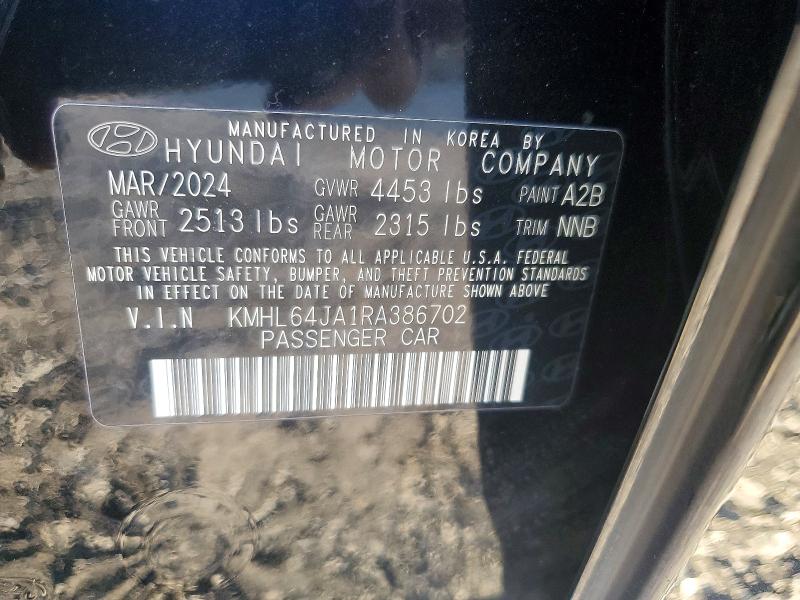 MANUFACTURED IN KOREA BY
HYUNDAI MOTOR COMPANY
MAR/2024 GVWR 4453 lbs PAINT A2B
GAWR FRONT 2513 lbs GAWR REAR 2315 lbs TRIM NNB
THIS VEHICLE CONFORMS TO ALL APPLICABLE U.S.A. FEDERAL
MOTOR VEHICLE SAFETY, BUMPER, AND THEFT PREVENTION STANDARDS
IN EFFECT ON THE DATE OF MANUFACTURE SHOWN ABOVE
V.I.N KMHL64JA1RA386702
PASSENGER CAR